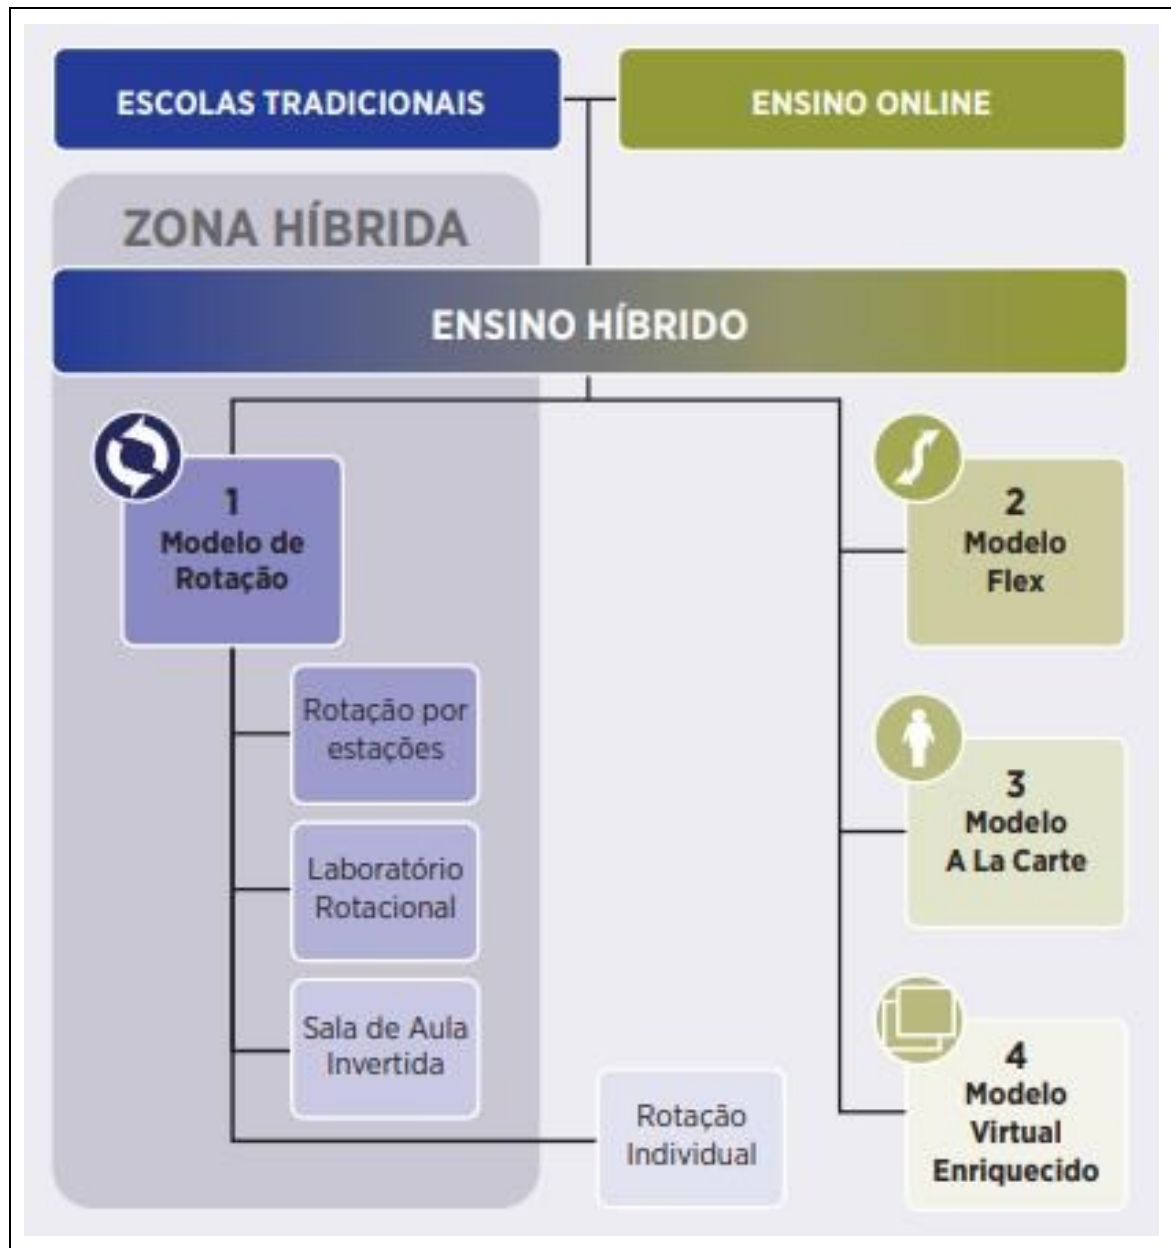 ESCOLAS TRADICIONAIS
ENSINO ONLINE
ZONA HÍBRIDA
ENSINO HÍBRIDO
1
Modelo de
Rotação
Rotação por
estações
Laboratório
Rotacional
Sala de Aula
Invertida
Rotação
Individual
2
Modelo
Flex
3
Modelo
A La Carte
4
Modelo
Virtual
Enriquecido